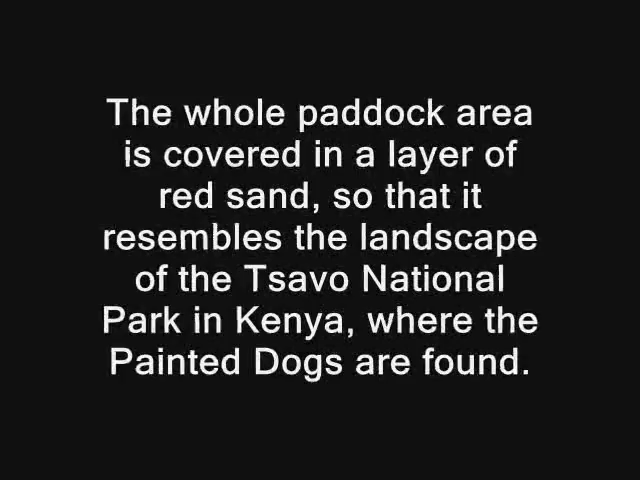 The whole paddock area
is covered in a layer of
red sand, so that it
resembles the landscape
of the Tsavo National
Park in Kenya, where the
Painted Dogs are found.